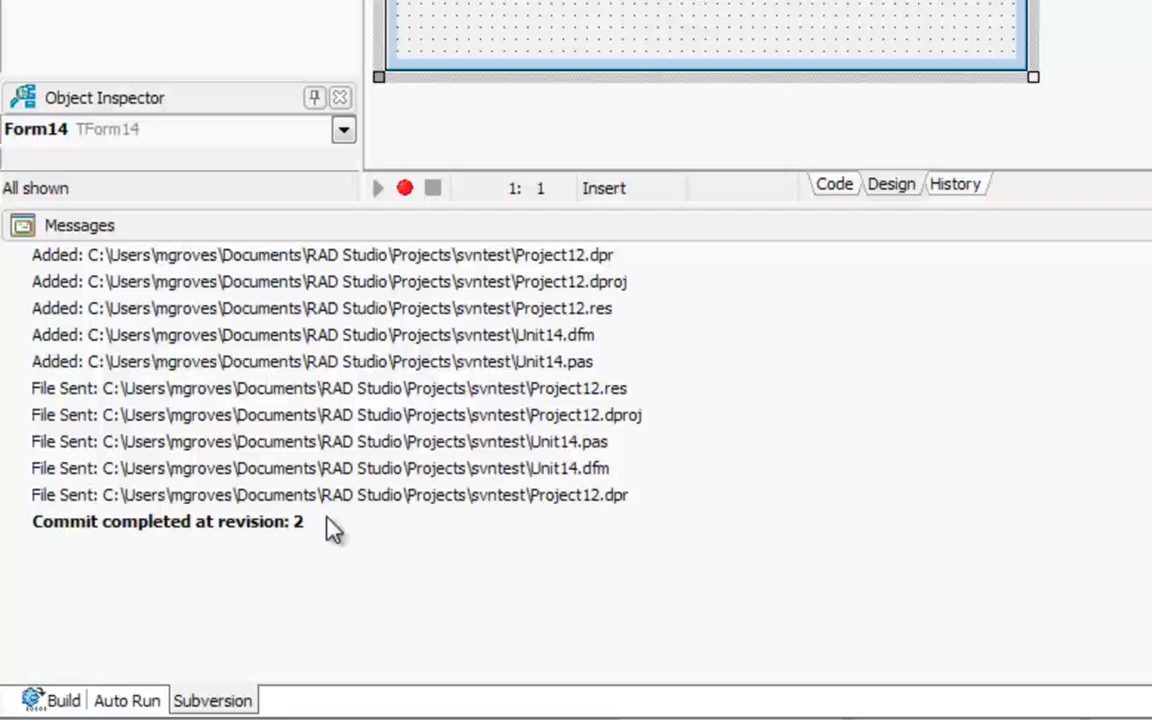 Object Inspector
Form14 TForm14
All shown
1: 1 Insert
Code Design History
Messages
Added: C:\Users\mgroves\Documents\RAD Studio\Projects\svntest\Project12.dpr
Added: C:\Users\mgroves\Documents\RAD Studio\Projects\svntest\Project12.dproj
Added: C:\Users\mgroves\Documents\RAD Studio\Projects\svntest\Project12.res
Added: C:\Users\mgroves\Documents\RAD Studio\Projects\svntest\Unit14.dfm
Added: C:\Users\mgroves\Documents\RAD Studio\Projects\svntest\Unit14.pas
File Sent: C:\Users\mgroves\Documents\RAD Studio\Projects\svntest\Project12.res
File Sent: C:\Users\mgroves\Documents\RAD Studio\Projects\svntest\Project12.dproj
File Sent: C:\Users\mgroves\Documents\RAD Studio\Projects\svntest\Unit14.pas
File Sent: C:\Users\mgroves\Documents\RAD Studio\Projects\svntest\Unit14.dfm
File Sent: C:\Users\mgroves\Documents\RAD Studio\Projects\svntest\Project12.dpr
Commit completed at revision: 2
Build Auto Run Subversion